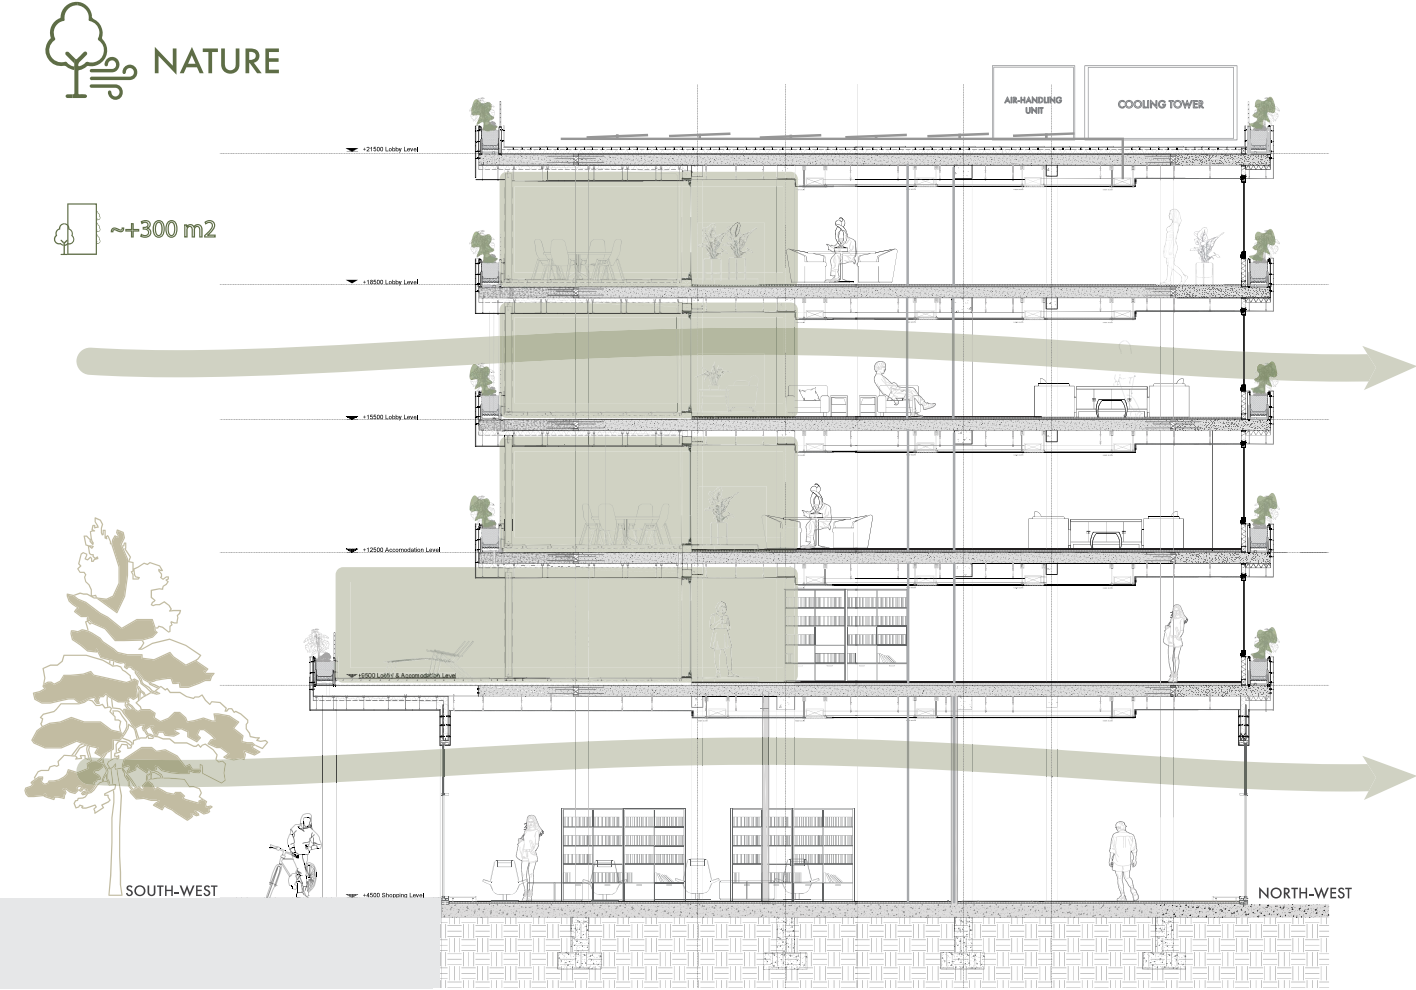 NATURE
AIR-HANDLING
UNIT
COOLING TOWER
+21500 Lobby Level
~+300 m2
+18500 Lobby Level
+15500 Lobby Level
+12500 Accomodation Level
+9500 Lobby & Accomodation Level
SOUTH-WEST
+4500 Shopping Level
NORTH-WEST